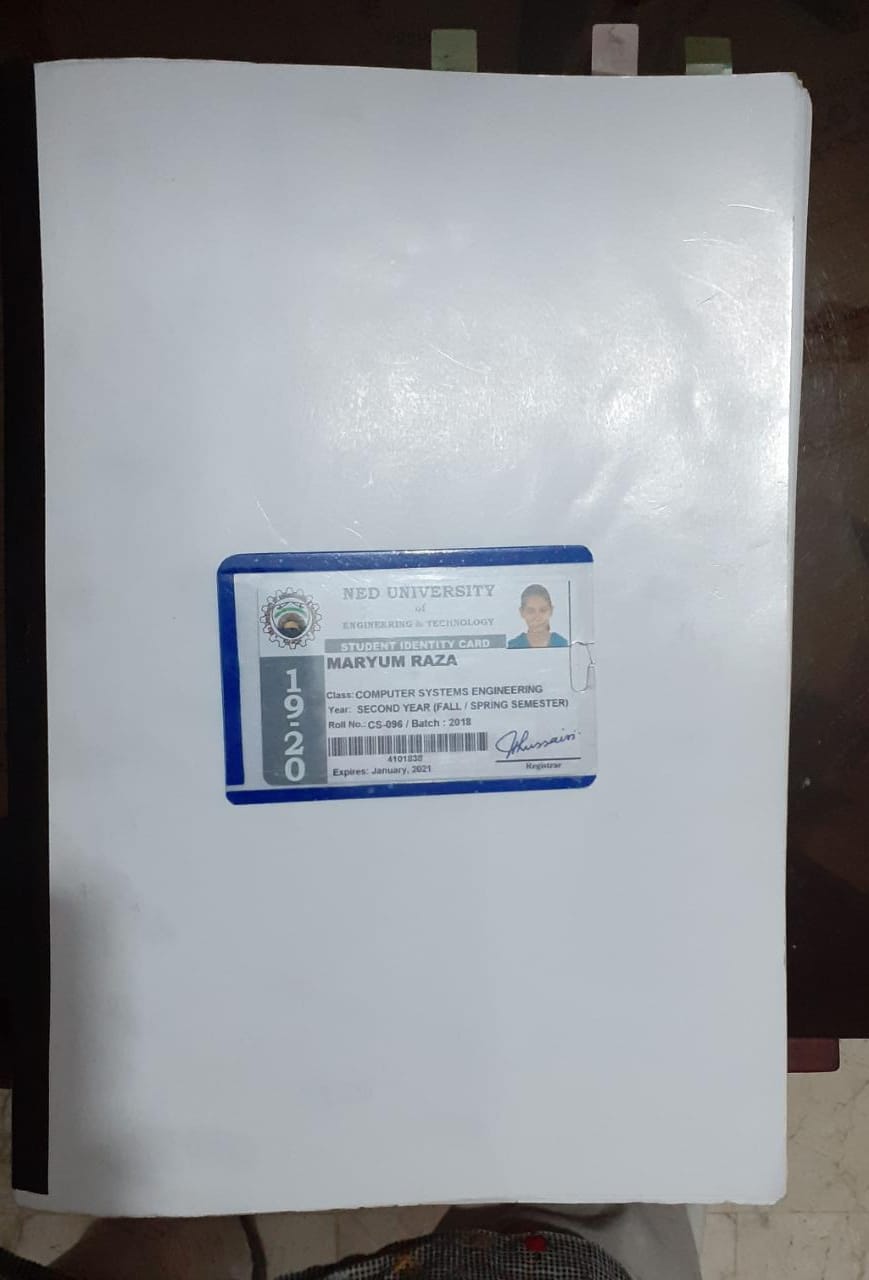 NED UNIVERSITY
of
ENGINEERING & TECHNOLOGY
STUDENT IDENTITY CARD
MARYUM RAZA
19-20
Class: COMPUTER SYSTEMS ENGINEERING
Year: SECOND YEAR (FALL / SPRING SEMESTER)
Roll No.: CS-096 / Batch : 2018
4101838
Expires: January, 2021
Hussain
Registrar